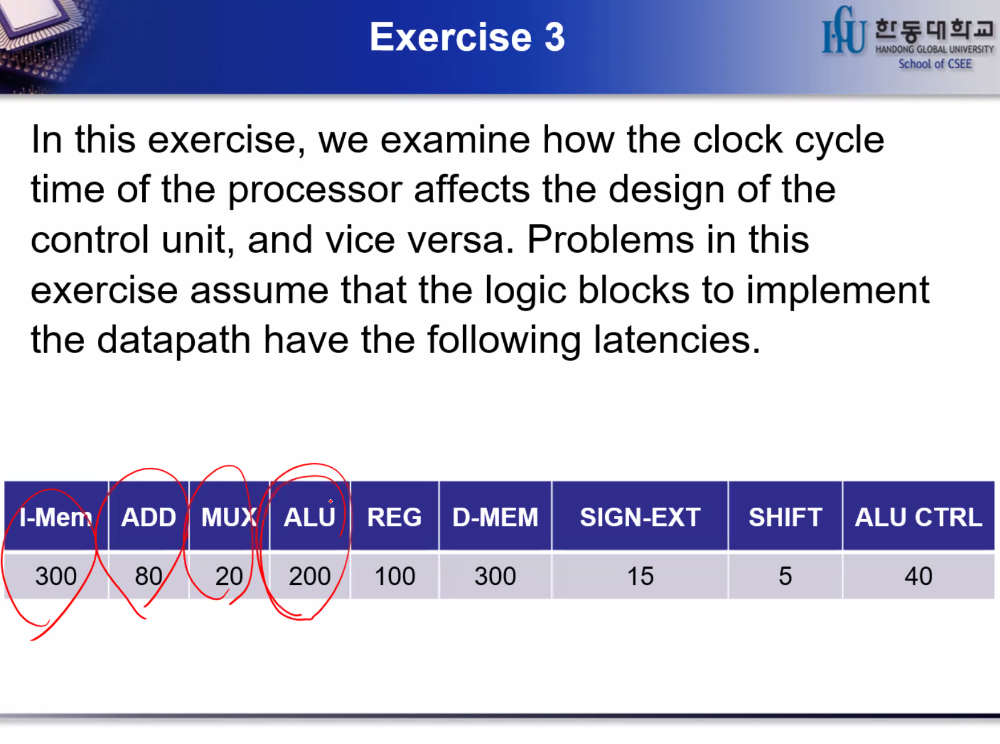 Exercise 3
HGU 한동대학교
HANDONG GLOBAL UNIVERSITY
School of CSEE
In this exercise, we examine how the clock cycle
time of the processor affects the design of the
control unit, and vice versa. Problems in this
exercise assume that the logic blocks to implement
the datapath have the following latencies.
I-Mem ADD MUX ALU REG D-MEM SIGN-EXT SHIFT ALU CTRL
300 80 20 200 100 300 15 5 40